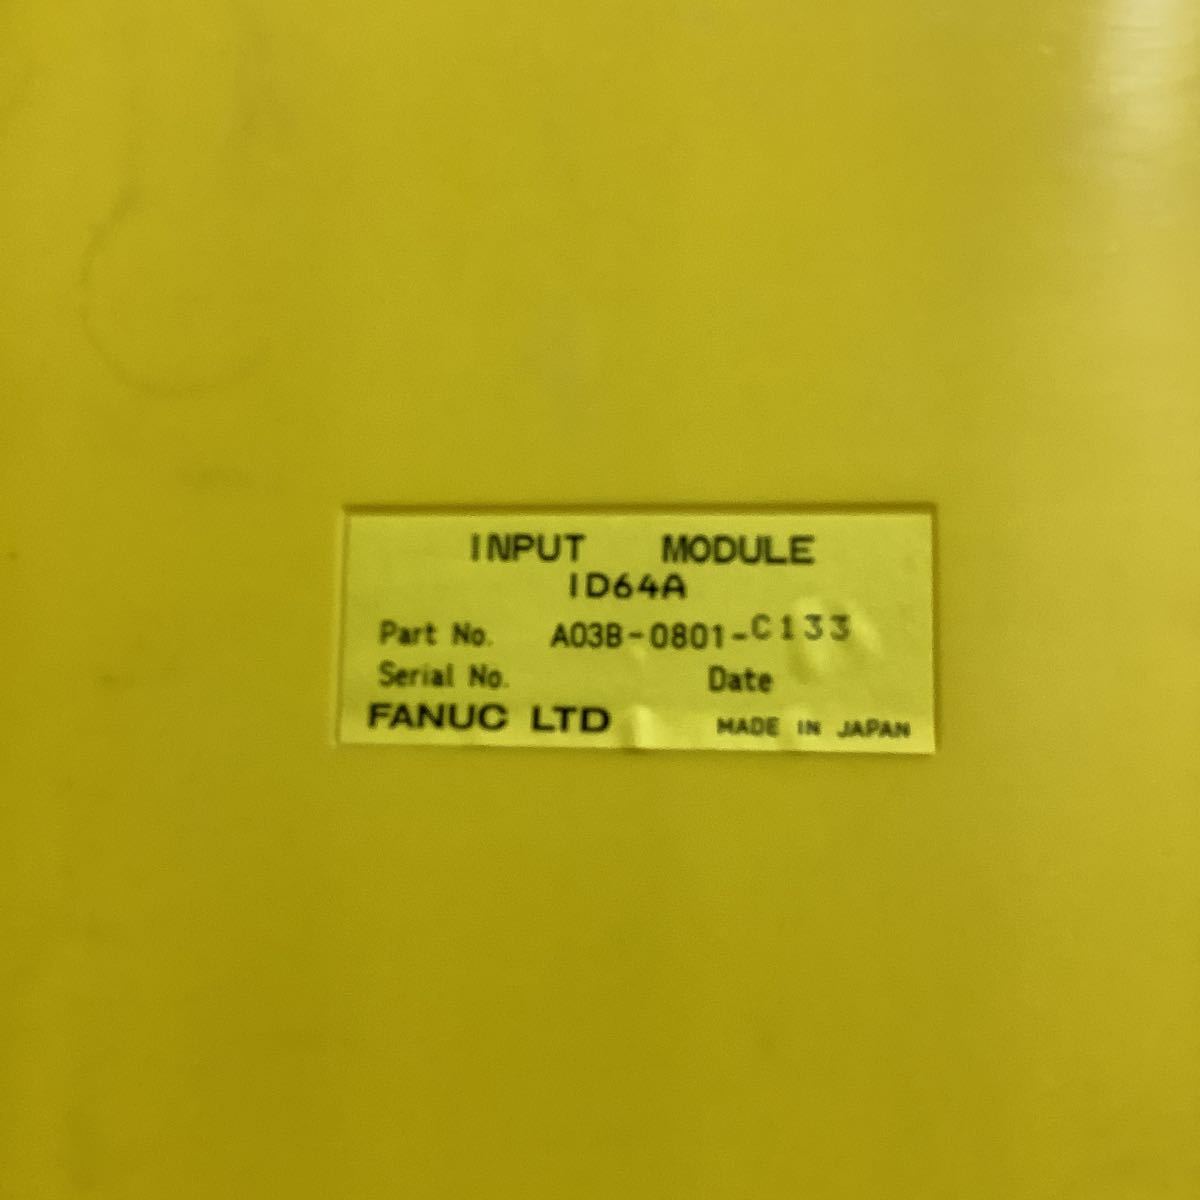 INPUT MODULE
ID64A
Part No. A03B-0801-C133
Serial No. Date
FANUC LTD MADE IN JAPAN